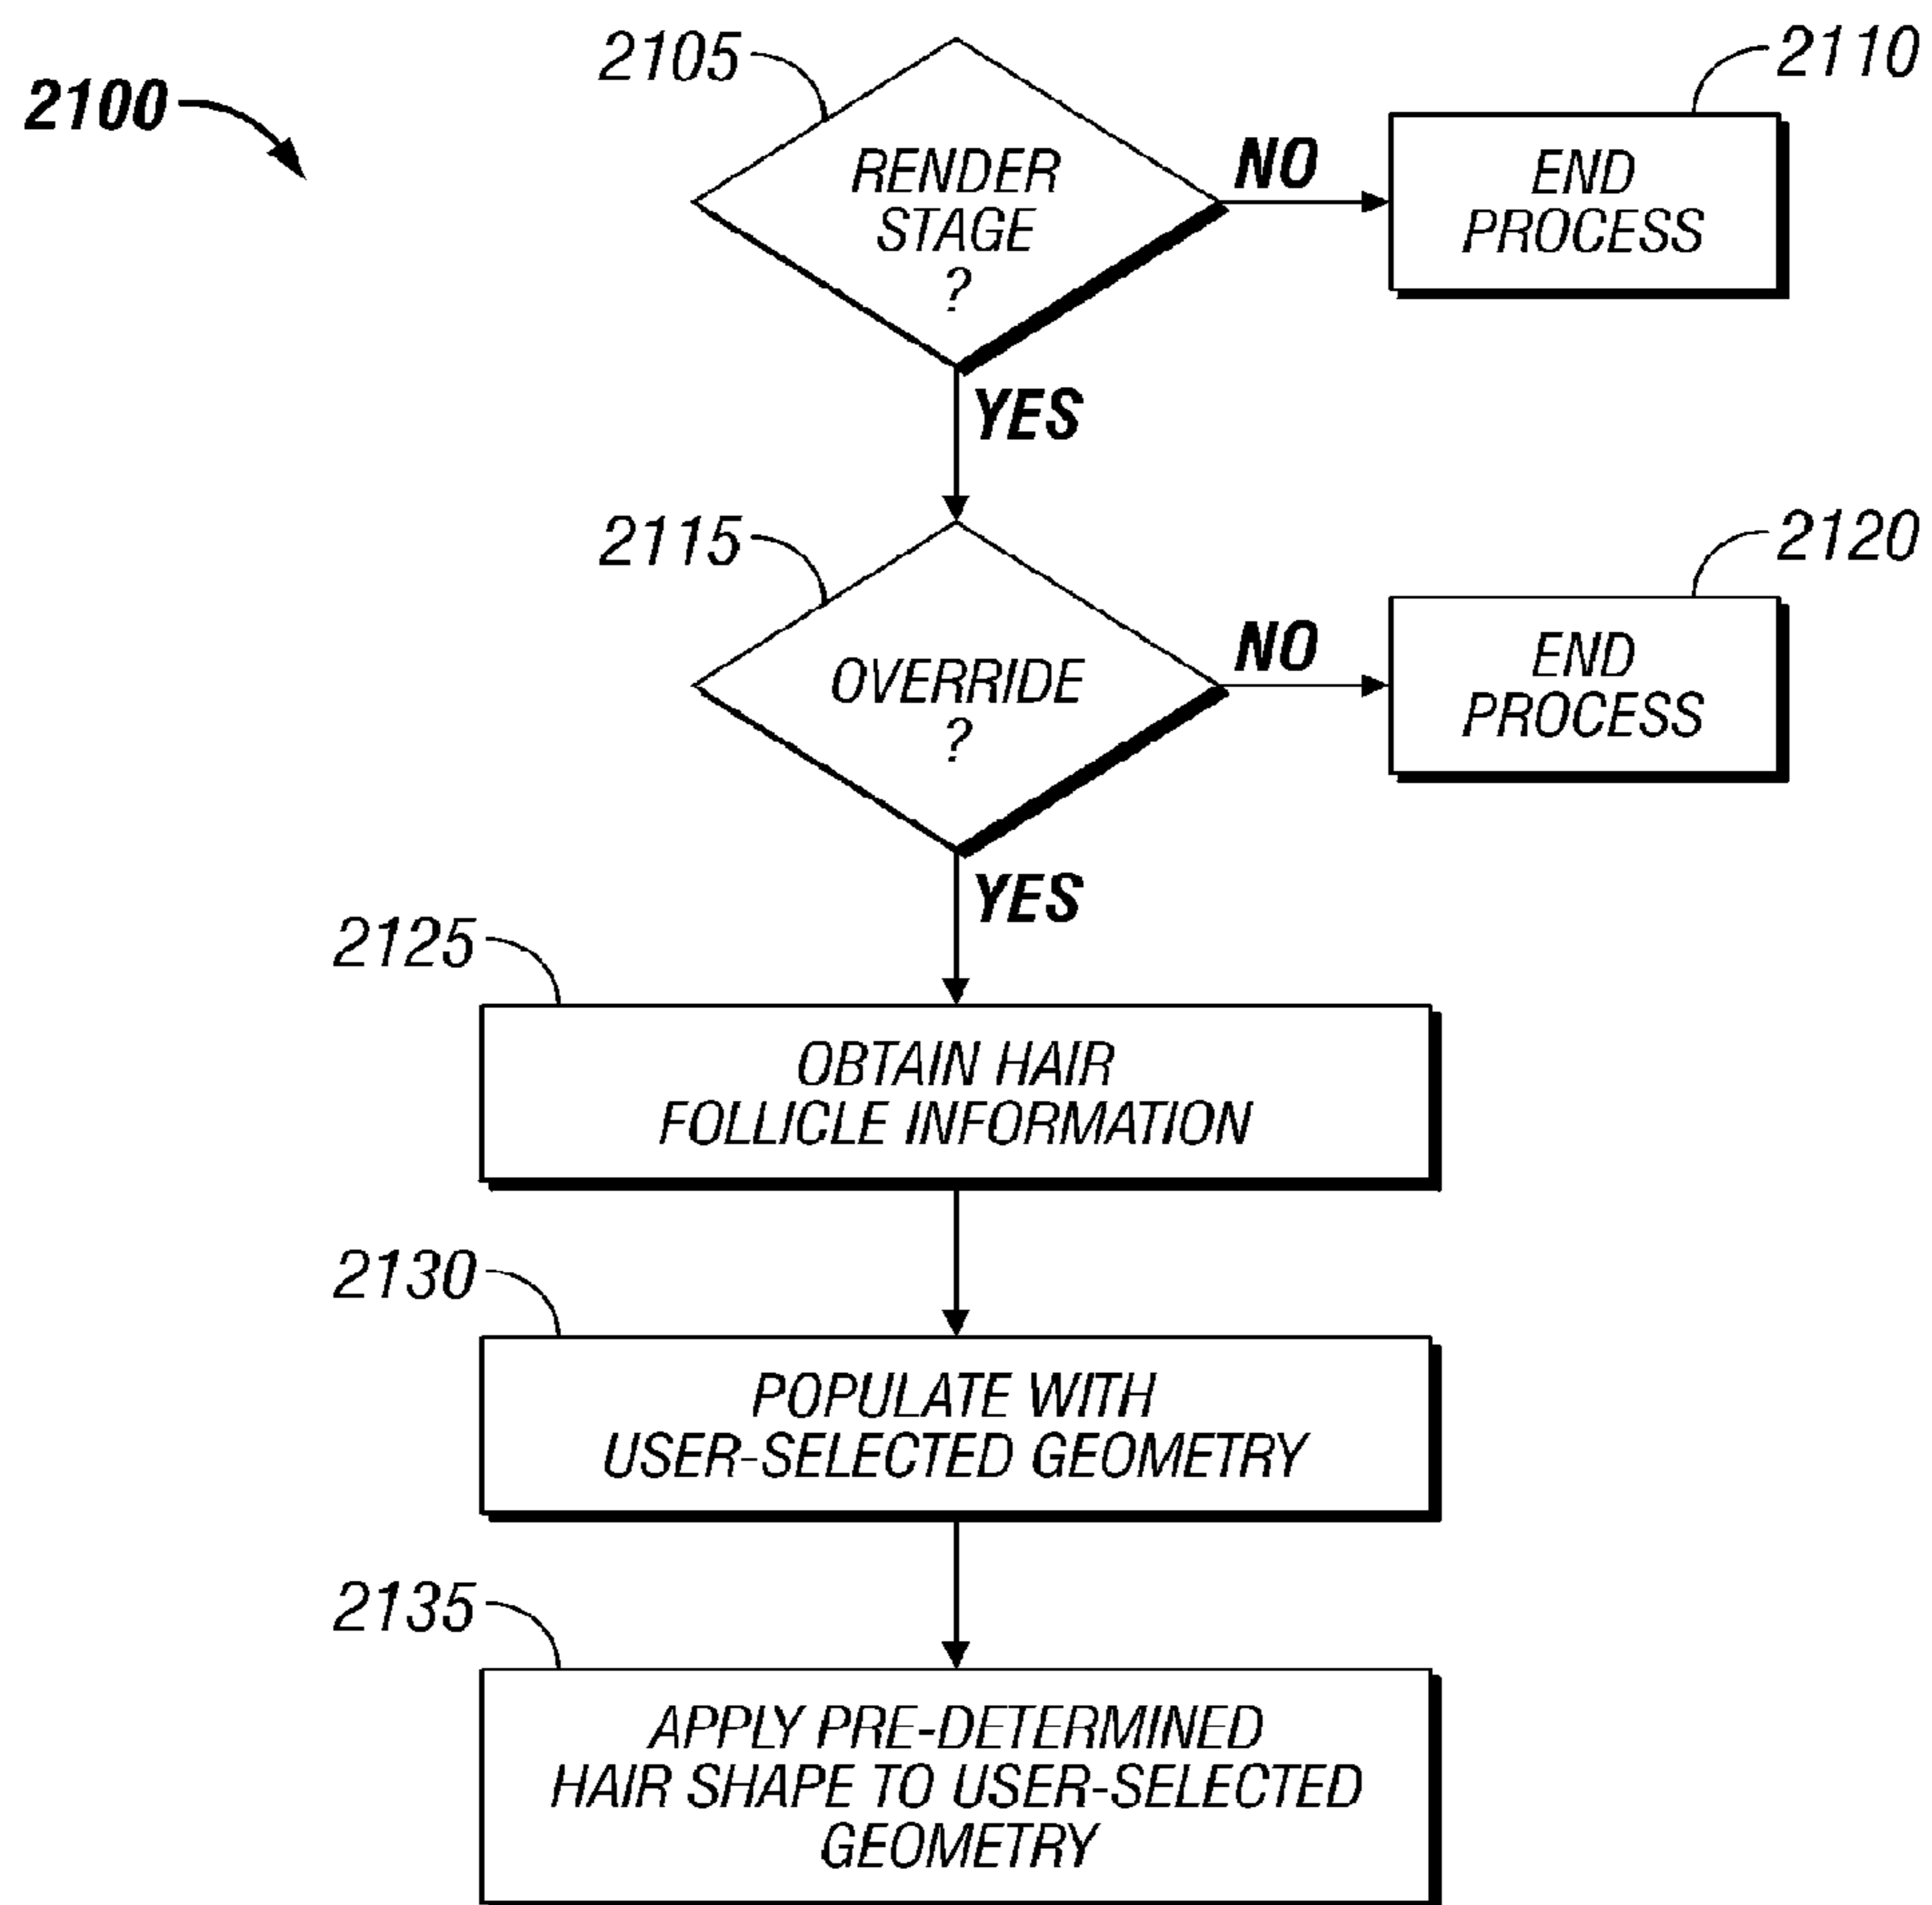 2100
2105
RENDER
STAGE
?
NO
2110
END
PROCESS
YES
2115
OVERRIDE
?
NO
2120
END
PROCESS
YES
2125
OBTAIN HAIR
FOLLICLE INFORMATION
2130
POPULATE WITH
USER-SELECTED GEOMETRY
2135
APPLY PRE-DETERMINED
HAIR SHAPE TO USER-SELECTED
GEOMETRY